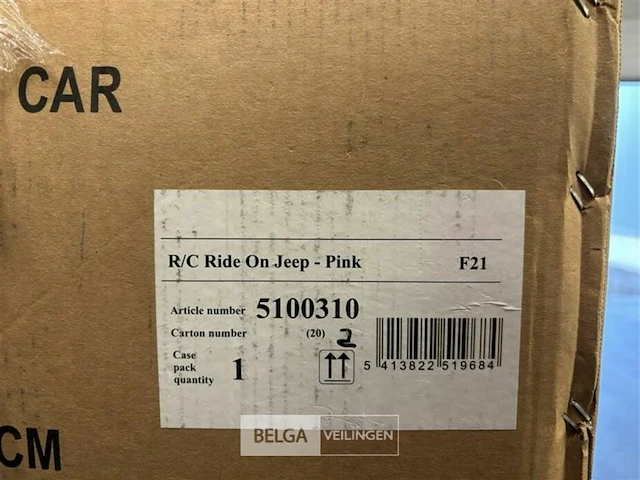 CAR
R/C Ride On Jeep - Pink F21
Article number 5100310
Carton number (20) 2
Case
pack
quantity 1
5 413822 519684
CM
BELGA VEILINGEN